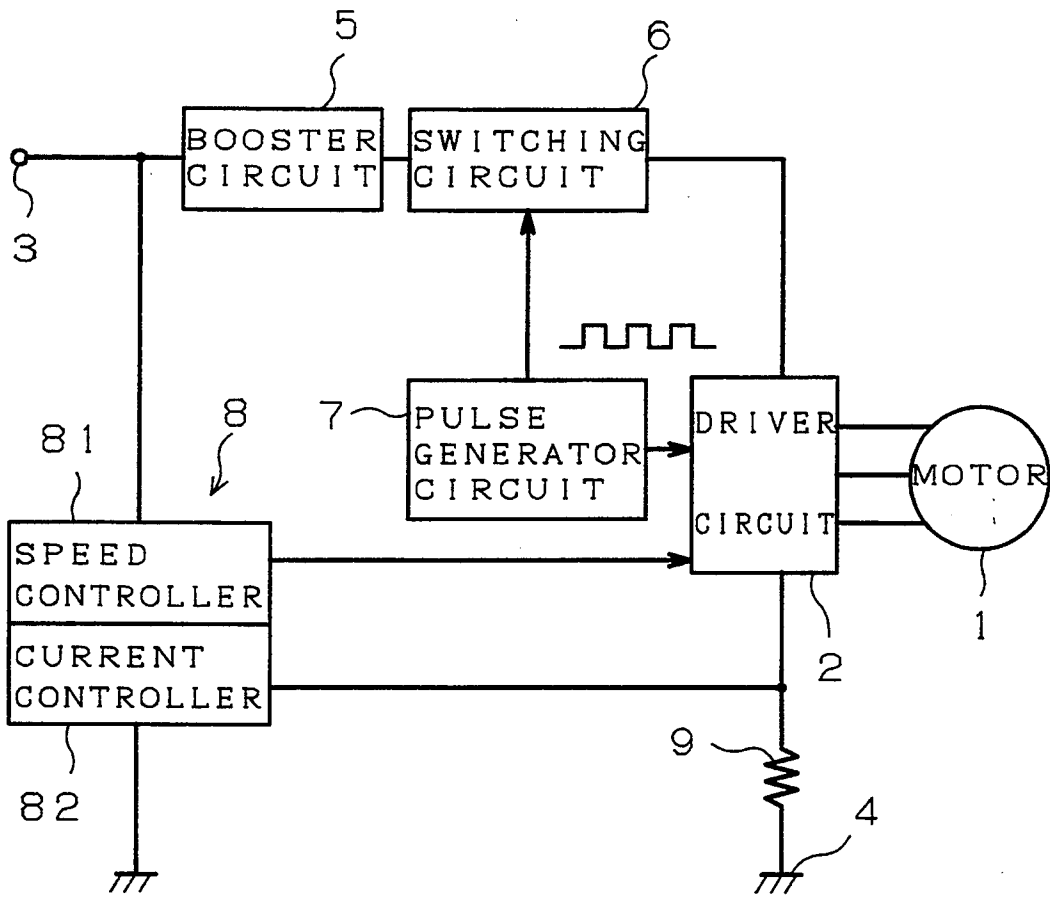 5
6
BOOSTER
CIRCUIT
SWITCHING
CIRCUIT
3
7
PULSE
GENERATOR
CIRCUIT
DRIVER
CIRCUIT
MOTOR
1
2
8
81
SPEED
CONTROLLER
CURRENT
CONTROLLER
82
9
4